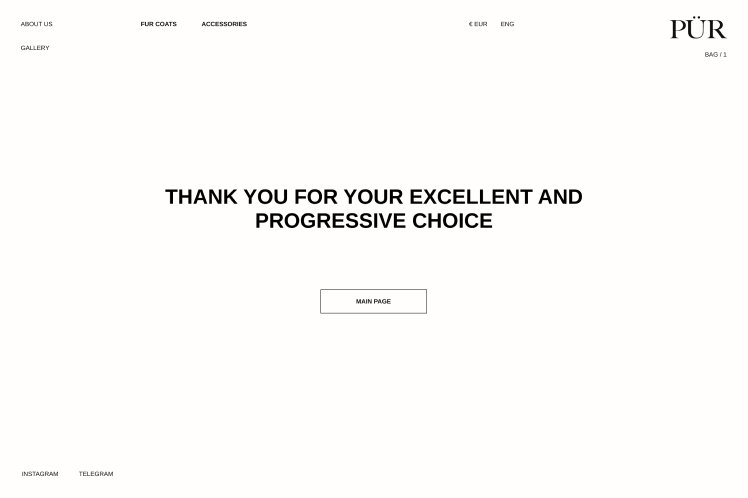 ABOUT US
FUR COATS
ACCESSORIES
€ EUR
ENG
PÜR
GALLERY
BAG / 1
THANK YOU FOR YOUR EXCELLENT AND
PROGRESSIVE CHOICE
MAIN PAGE
INSTAGRAM
TELEGRAM